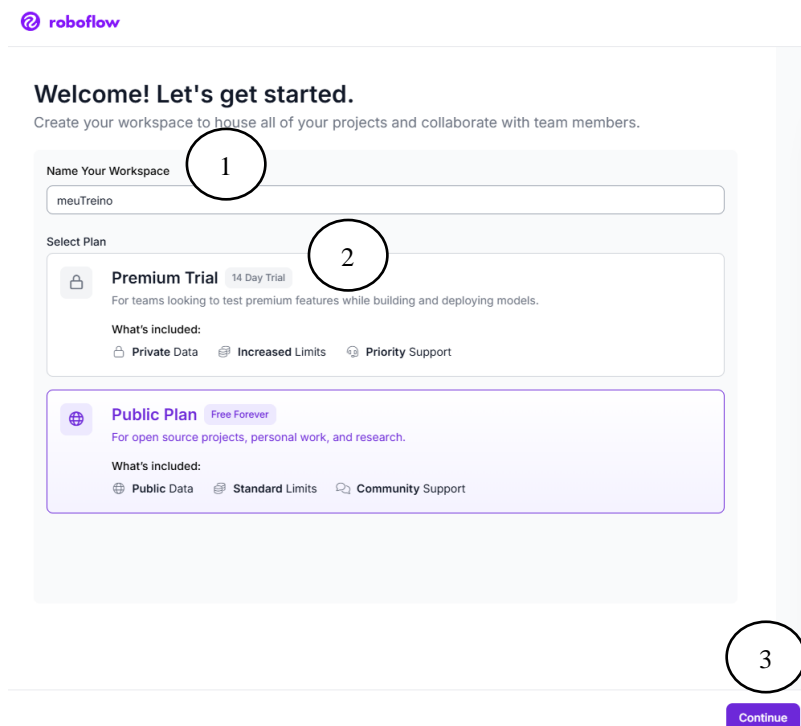 roboflow
Welcome! Let's get started.
Create your workspace to house all of your projects and collaborate with team members.
1
Name Your Workspace
meuTreino
2
Select Plan
Premium Trial 14 Day Trial
For teams looking to test premium features while building and deploying models.
What's included:
Private Data Increased Limits Priority Support
Public Plan Free Forever
For open source projects, personal work, and research.
What's included:
Public Data Standard Limits Community Support
3
Continue